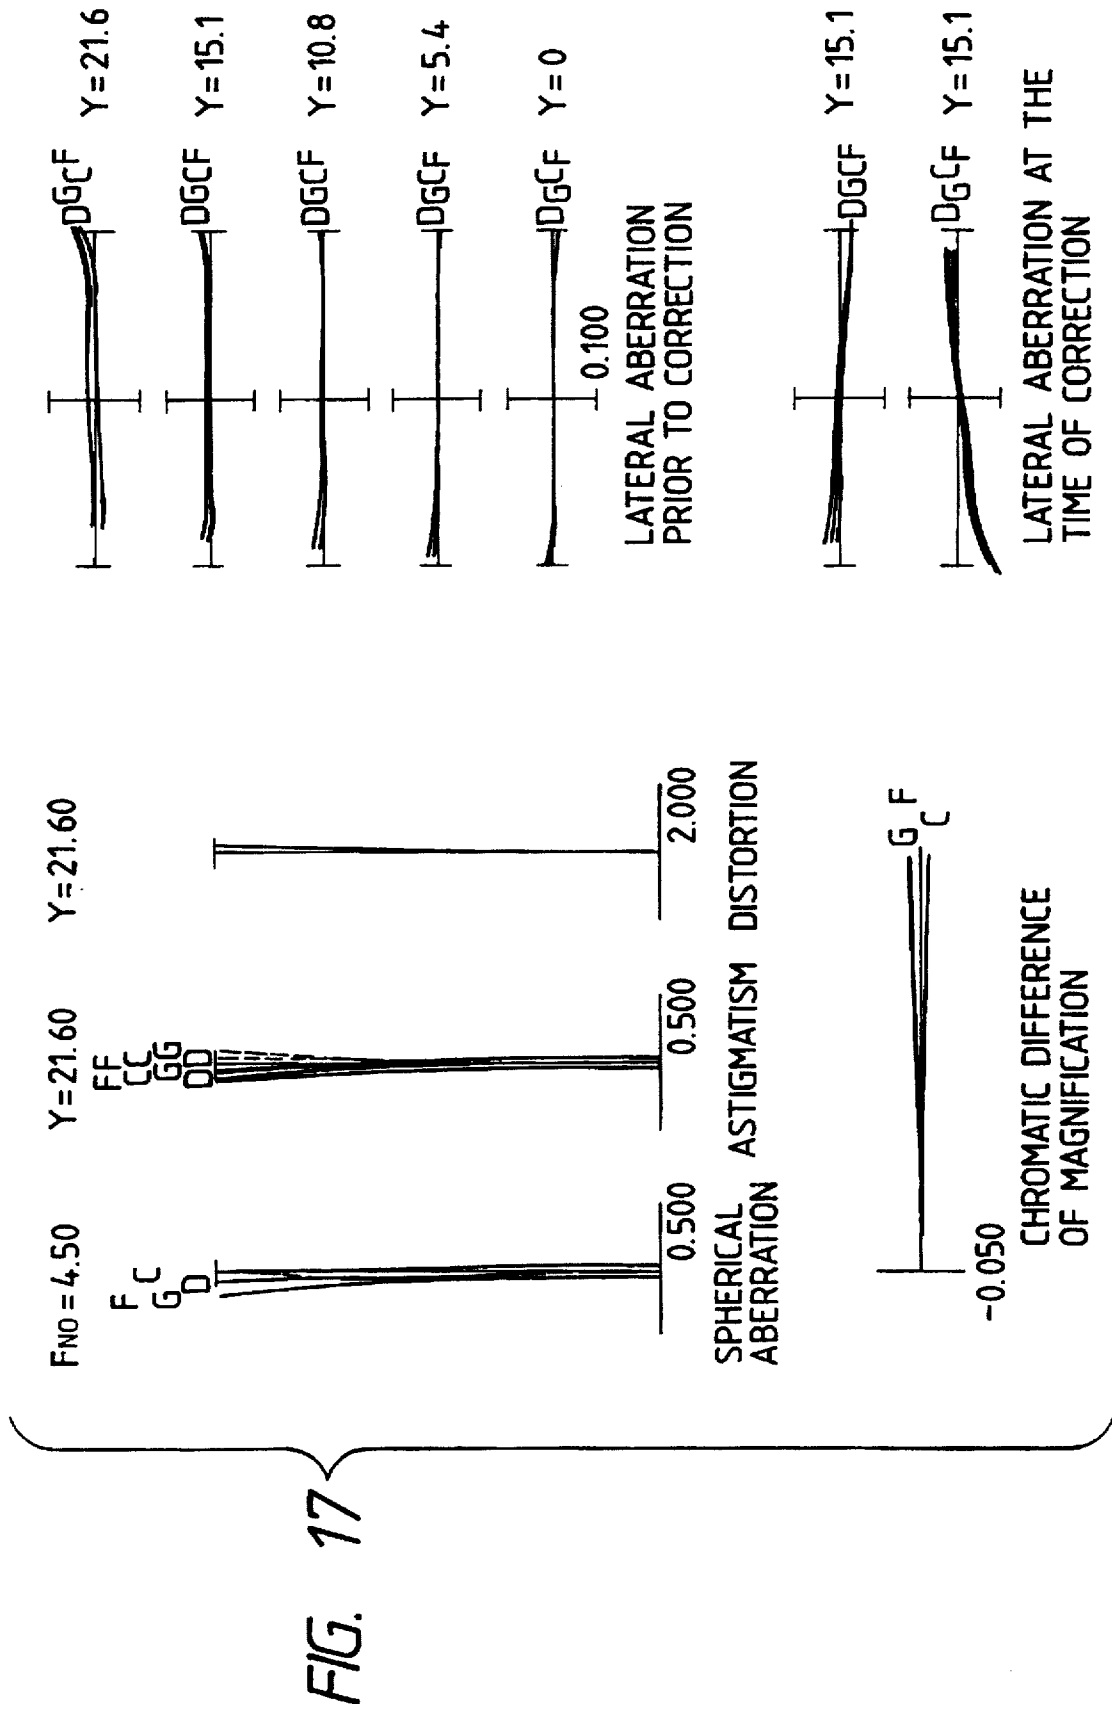 FIG. 17
FNO = 4.50
F
C
G
D
0.500
SPHERICAL
ABERRATION
Y = 21.60
FF
CC
GG
DD
0.500
ASTIGMATISM
Y = 21.60
2.000
DISTORTION
G F
C
-0.050
CHROMATIC DIFFERENCE
OF MAGNIFICATION
DGCF Y = 21.6
DGCF Y = 15.1
DGCF Y = 10.8
DGCF Y = 5.4
DGCF Y = 0
0.100
LATERAL ABERRATION
PRIOR TO CORRECTION
DGCF Y = 15.1
DGCF Y = 15.1
LATERAL ABERRATION AT THE
TIME OF CORRECTION